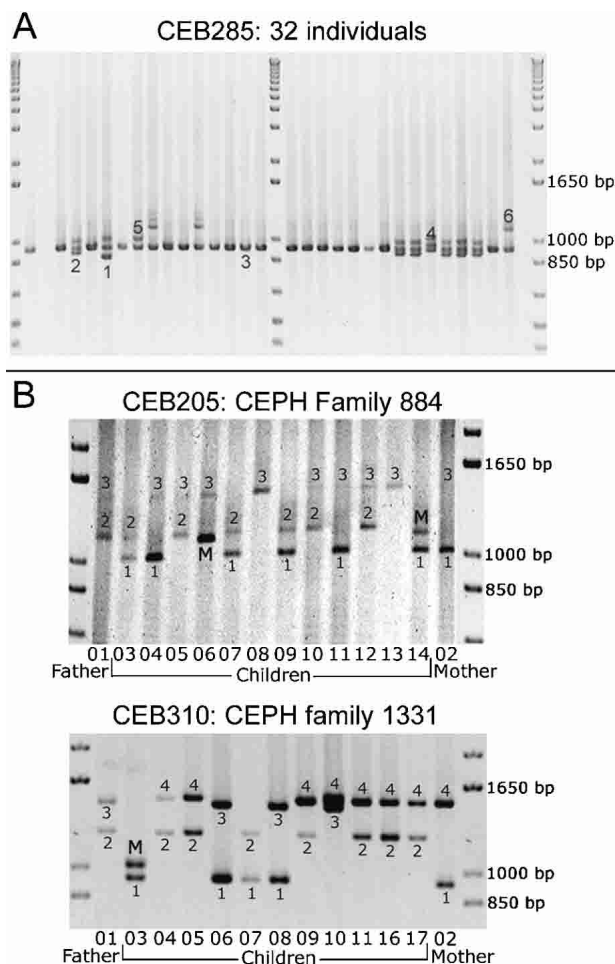 A
CEB285: 32 individuals
1650 bp
6
5 4 1000 bp
2 3 850 bp
1
B
CEB205: CEPH Family 884
1650 bp
3 3 3 3 3 3 3 3 3 3
2 2 2 2 2 2 2 M
M 1000 bp
1 1 1 1 1 1 1
850 bp
01 03 04 05 06 07 08 09 10 11 12 13 14 02
Father Children Mother
CEB310: CEPH family 1331
4 4 4 4 4 4 4 4 1650 bp
3 3 3 3
2 2 2 2 2 2 2 2
M 1000 bp
1 1 1 1 1 850 bp
01 03 04 05 06 07 08 09 10 11 16 17 02
Father Children Mother